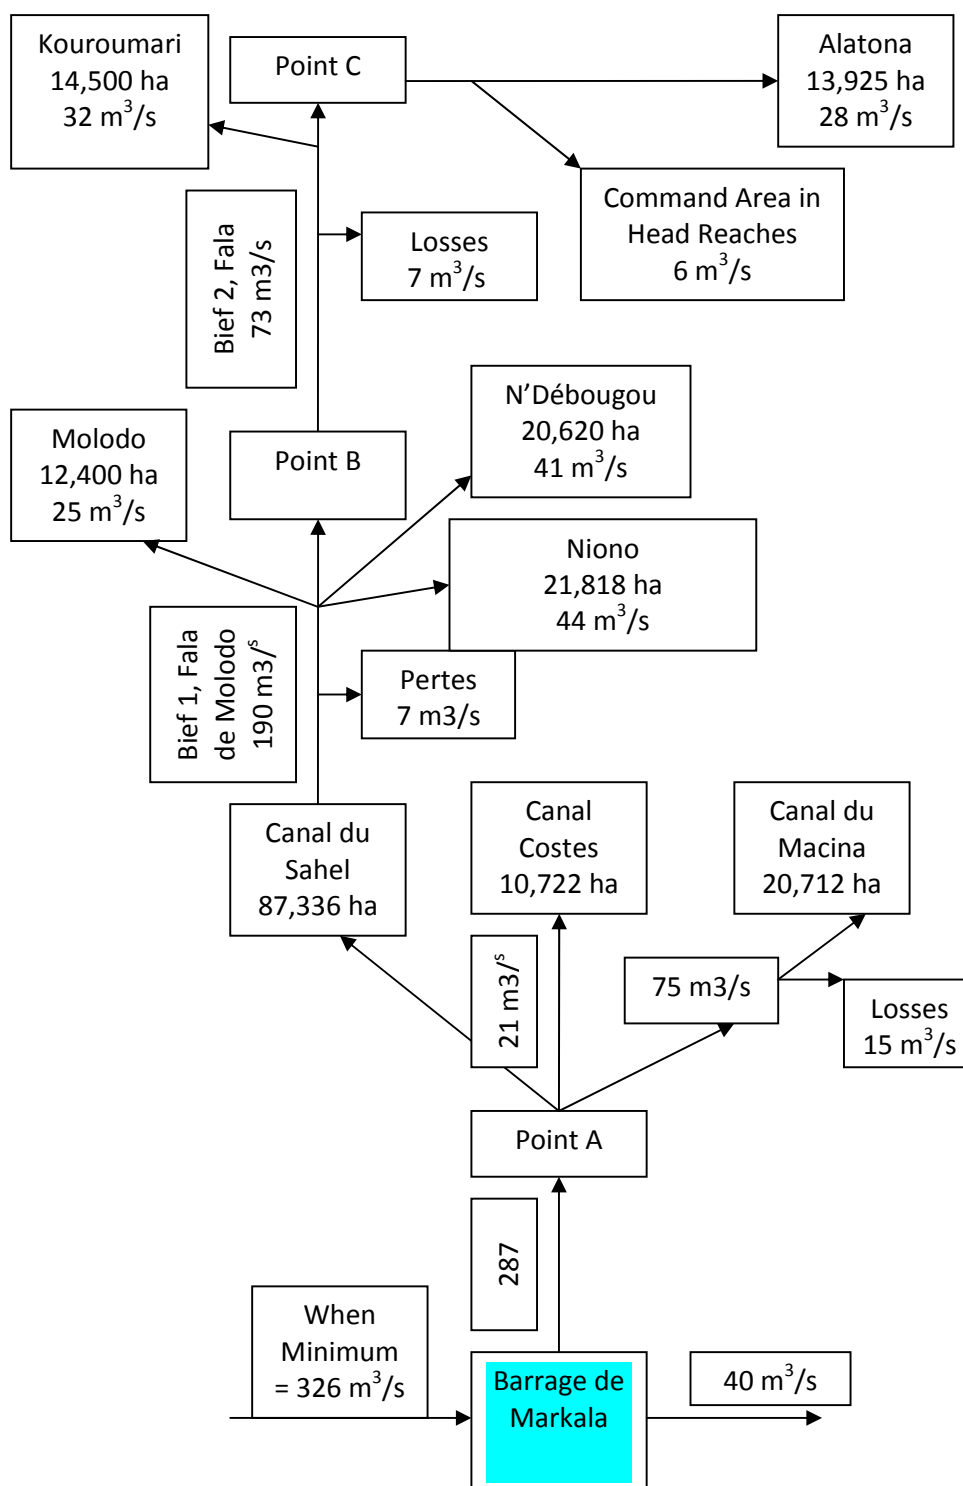 Kouroumari
14,500 ha
32 m³/s
Point C
Alatona
13,925 ha
28 m³/s
Command Area in
Head Reaches
6 m³/s
Bief 2, Fala
73 m3/s
Losses
7 m³/s
Molodo
12,400 ha
25 m³/s
Point B
N'Débougou
20,620 ha
41 m³/s
Niono
21,818 ha
44 m³/s
Bief 1, Fala
de Molodo
190 m3/s
Pertes
7 m3/s
Canal du
Sahel
87,336 ha
Canal
Costes
10,722 ha
Canal du
Macina
20,712 ha
21 m3/s
75 m3/s
Losses
15 m³/s
Point A
287
When
Minimum
= 326 m³/s
Barrage de
Markala
40 m³/s